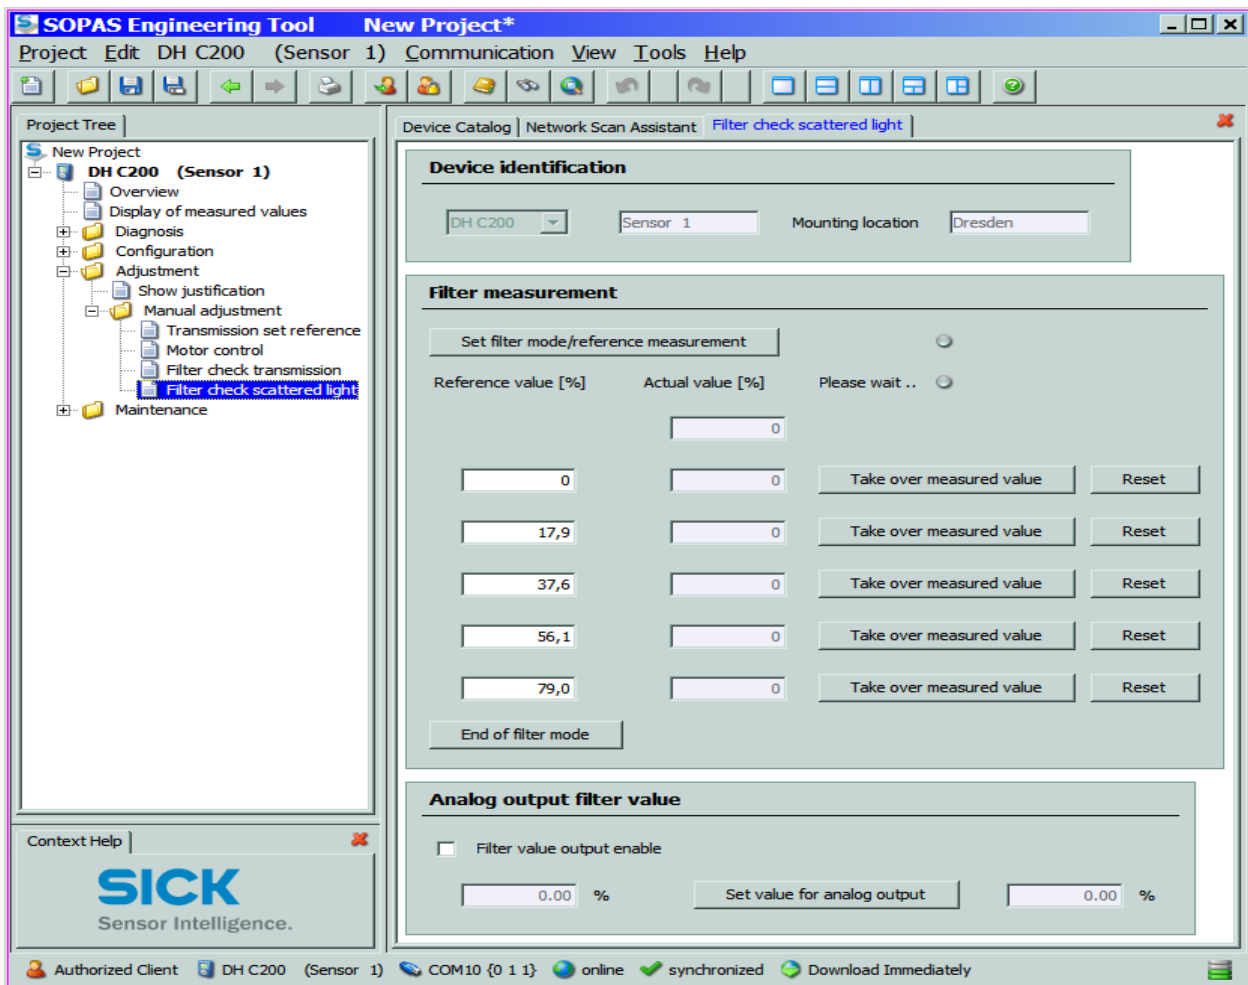 SOPAS Engineering Tool New Project*
Project Edit DH C200 (Sensor 1) Communication View Tools Help
Project Tree
New Project
DH C200 (Sensor 1)
Overview
Display of measured values
Diagnosis
Configuration
Adjustment
Show justification
Manual adjustment
Transmission set reference
Motor control
Filter check transmission
Filter check scattered light
Maintenance
Context Help
SICK
Sensor Intelligence.
Device Catalog Network Scan Assistant Filter check scattered light
Device identification
DH C200 Sensor 1 Mounting location Dresden
Filter measurement
Set filter mode/reference measurement
Reference value [%] Actual value [%] Please wait ..
0
0 0 Take over measured value Reset
17,9 0 Take over measured value Reset
37,6 0 Take over measured value Reset
56,1 0 Take over measured value Reset
79,0 0 Take over measured value Reset
End of filter mode
Analog output filter value
Filter value output enable
0.00 % Set value for analog output 0.00 %
Authorized Client DH C200 (Sensor 1) COM10 {0 1 1} online synchronized Download Immediately